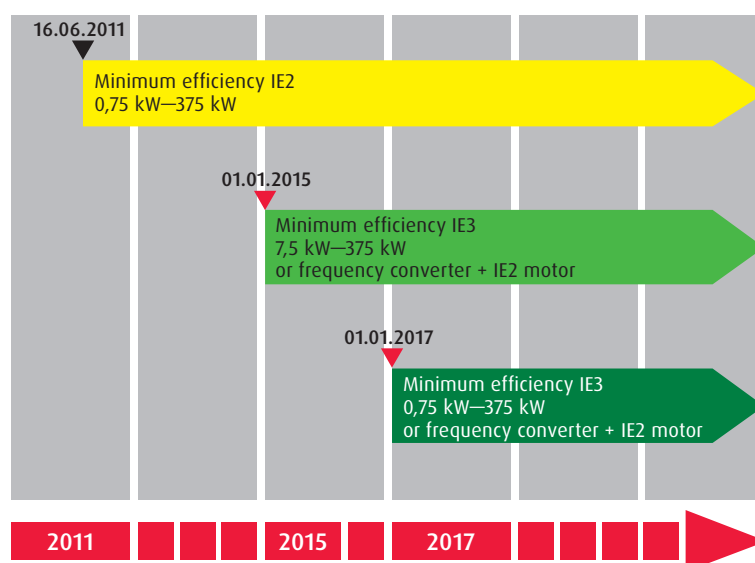 16.06.2011
Minimum efficiency IE2
0,75 kW—375 kW
01.01.2015
Minimum efficiency IE3
7,5 kW—375 kW
or frequency converter + IE2 motor
01.01.2017
Minimum efficiency IE3
0,75 kW—375 kW
or frequency converter + IE2 motor
2011 2015 2017